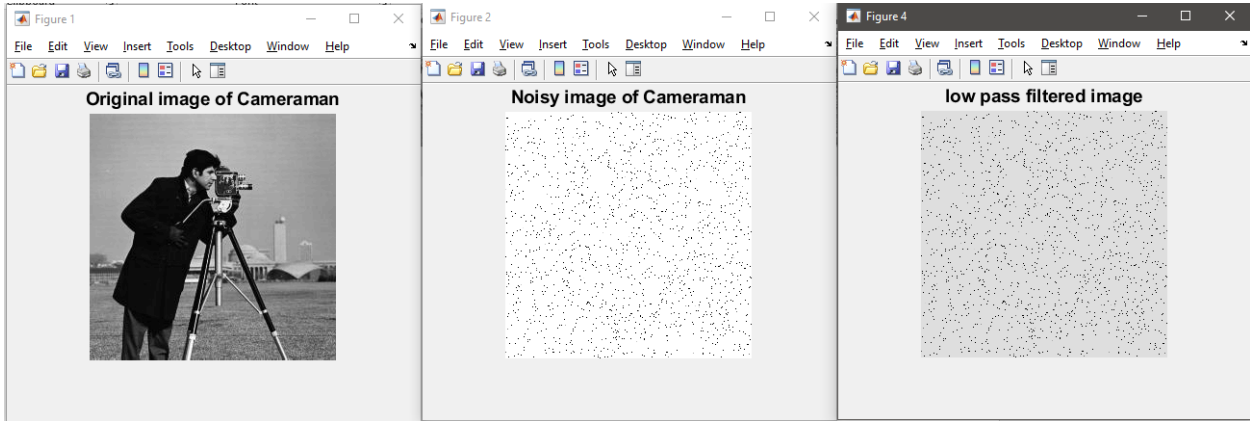 Figure 1
File Edit View Insert Tools Desktop Window Help
Original image of Cameraman
Figure 2
File Edit View Insert Tools Desktop Window Help
Noisy image of Cameraman
Figure 4
File Edit View Insert Tools Desktop Window Help
low pass filtered image